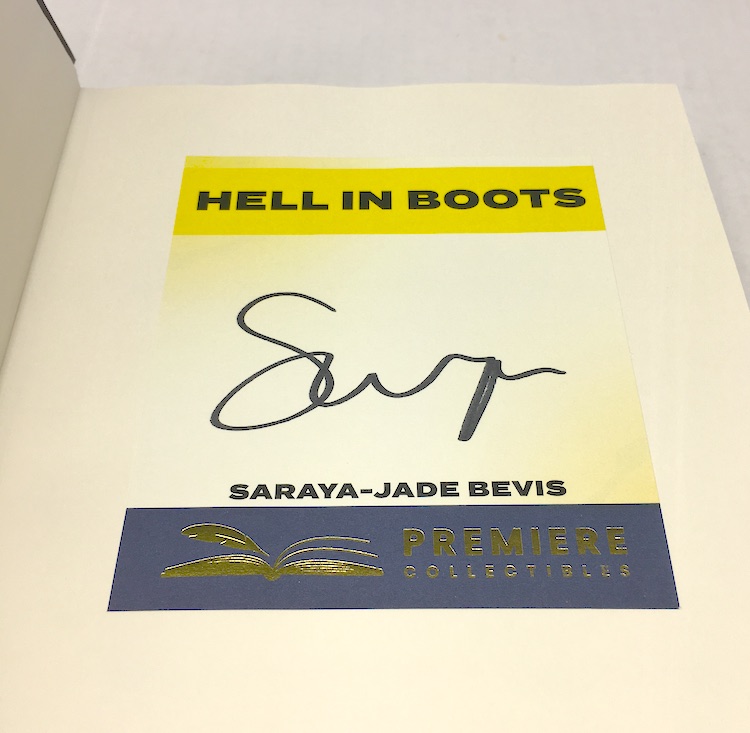 HELL IN BOOTS
SARAYA-JADE BEVIS
PREMIERE
COLLECTIBLES